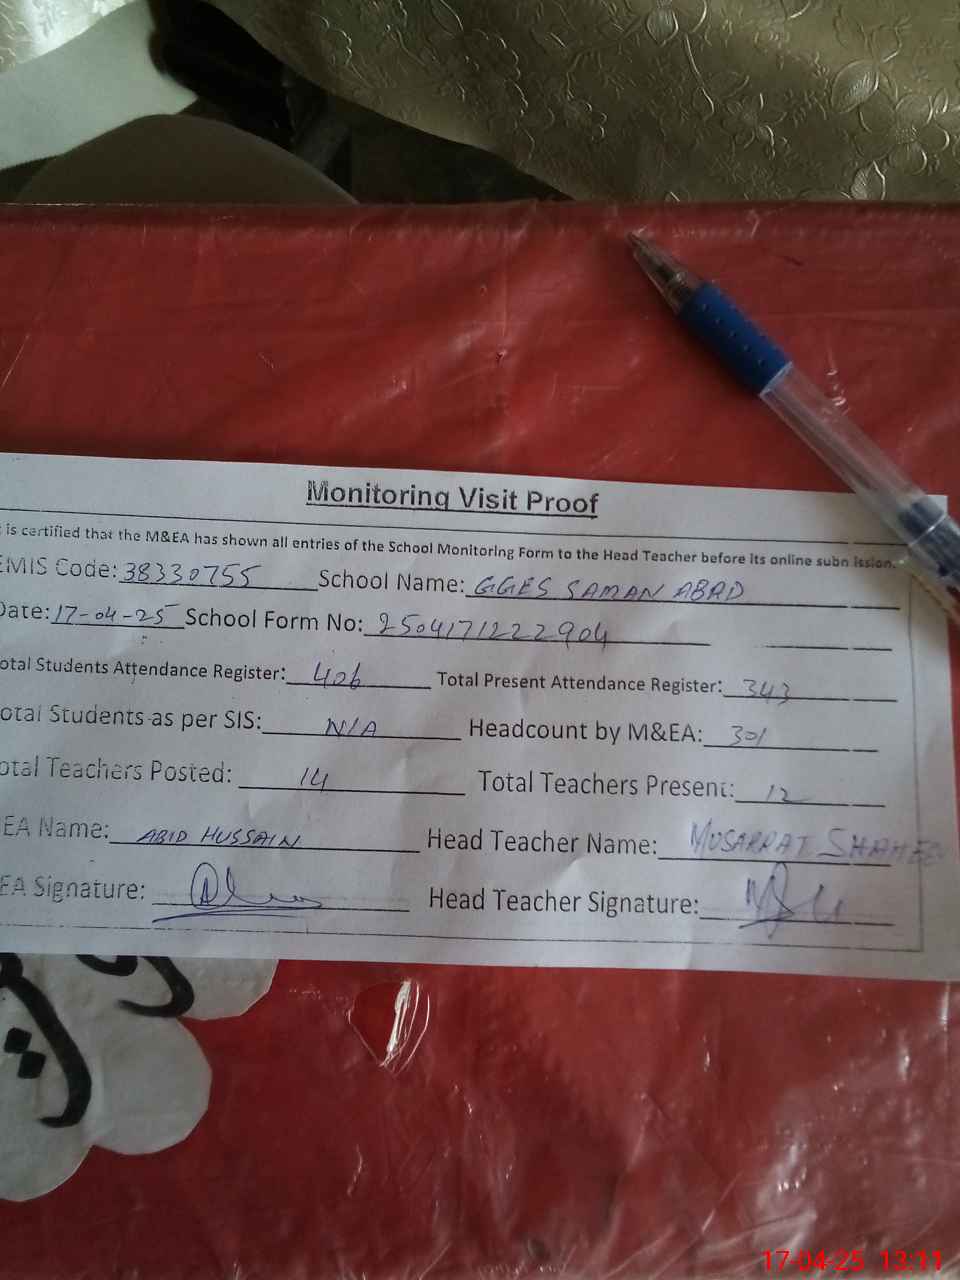 Monitoring Visit Proof
is certified that the M&EA has shown all entries of the School Monitoring Form to the Head Teacher before its online submission.
EMIS Code: 38330755 School Name: GGES SAMAN ABAD
Date: 17-04-25 School Form No: 2504171222904
otal Students Attendance Register: 406 Total Present Attendance Register: 343
otal Students as per SIS: N/A Headcount by M&EA: 301
otal Teachers Posted: 14 Total Teachers Present: 12
EA Name: ABID HUSSAIN Head Teacher Name: MUSARRAT SHAHEEN
EA Signature: Head Teacher Signature:
17-04-25 13:11